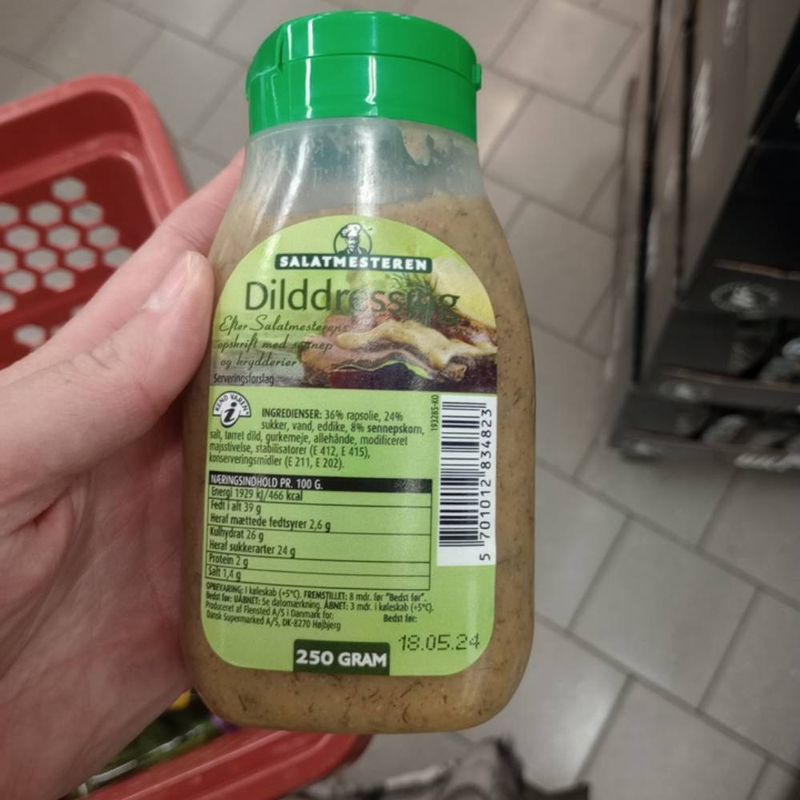 SALATMESTEREN
Dilddressing
Efter Salatmesterens
opskrift med sennep
og krydderier
Serveringsforslag
KEND VAREN
INGREDIENSER: 36% rapsolie, 24%
sukker, vand, eddike, 8% sennepskorn,
salt, tørret dild, gurkemeje, allehånde, modificeret
majsstivelse, stabilisatorer (E 412, E 415),
konserveringsmidler (E 211, E 202).
NÆRINGSINDHOLD PR. 100 G.
Energi 1929 kJ/466 kcal
Fedt i alt 39 g
Heraf mættede fedtsyrer 2,6 g
Kulhydrat 26 g
Heraf sukkerarter 24 g
Protein 2 g
Salt 1,4 g
OPBEVARING: I køleskab (+5°C). FREMSTILLET: 8 mdr. før "Bedst før".
Bedst før: UÅBNET: Se datomærkning. ÅBNET: 3 mdr. i køleskab (+5°C).
Produceret af Flensted A/S i Danmark for:
Dansk Supermarked A/S, DK-8270 Højbjerg
Bedst før:
18.05.24
250 GRAM
193285-KO
5 701012 834823